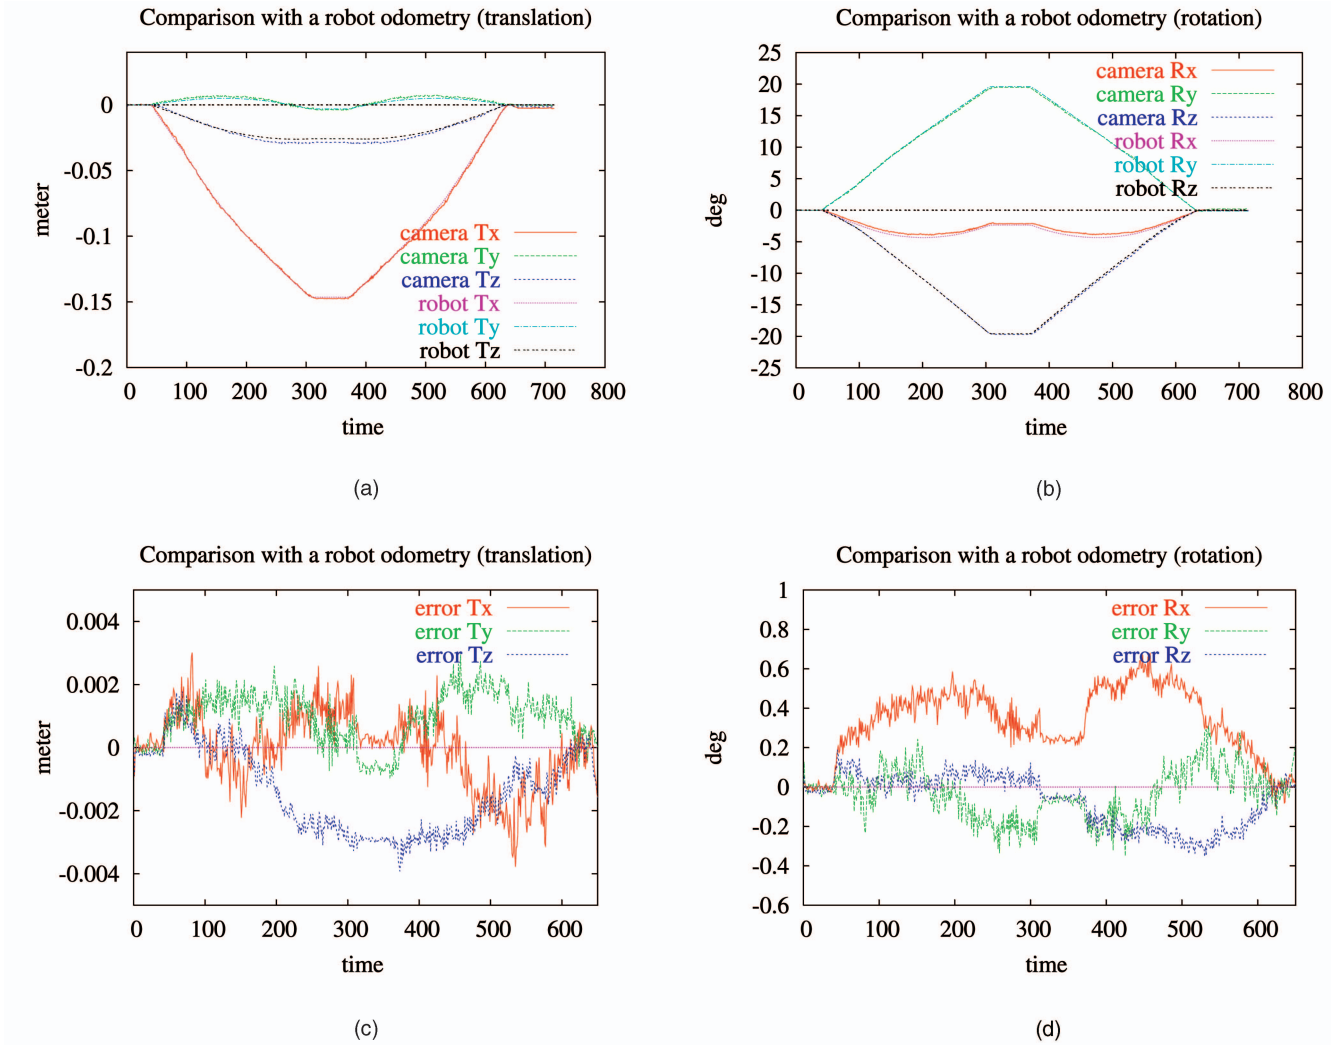 Comparison with a robot odometry (translation)
0
-0.05
-0.1
-0.15
-0.2
meter
camera Tx
camera Ty
camera Tz
robot Tx
robot Ty
robot Tz
0 100 200 300 400 500 600 700 800
time
(a)
Comparison with a robot odometry (rotation)
25
20
15
10
5
0
-5
-10
-15
-20
-25
deg
camera Rx
camera Ry
camera Rz
robot Rx
robot Ry
robot Rz
0 100 200 300 400 500 600 700 800
time
(b)
Comparison with a robot odometry (translation)
0.004
0.002
0
-0.002
-0.004
meter
error Tx
error Ty
error Tz
0 100 200 300 400 500 600
time
(c)
Comparison with a robot odometry (rotation)
1
0.8
0.6
0.4
0.2
0
-0.2
-0.4
-0.6
deg
error Rx
error Ry
error Rz
0 100 200 300 400 500 600
time
(d)